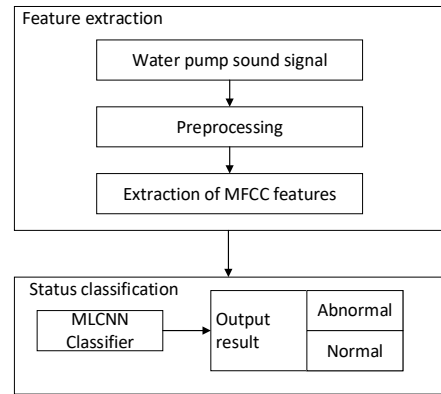 Feature extraction
Water pump sound signal
Preprocessing
Extraction of MFCC features
Status classification
MLCNN
Classifier
Output
result
Abnormal
Normal